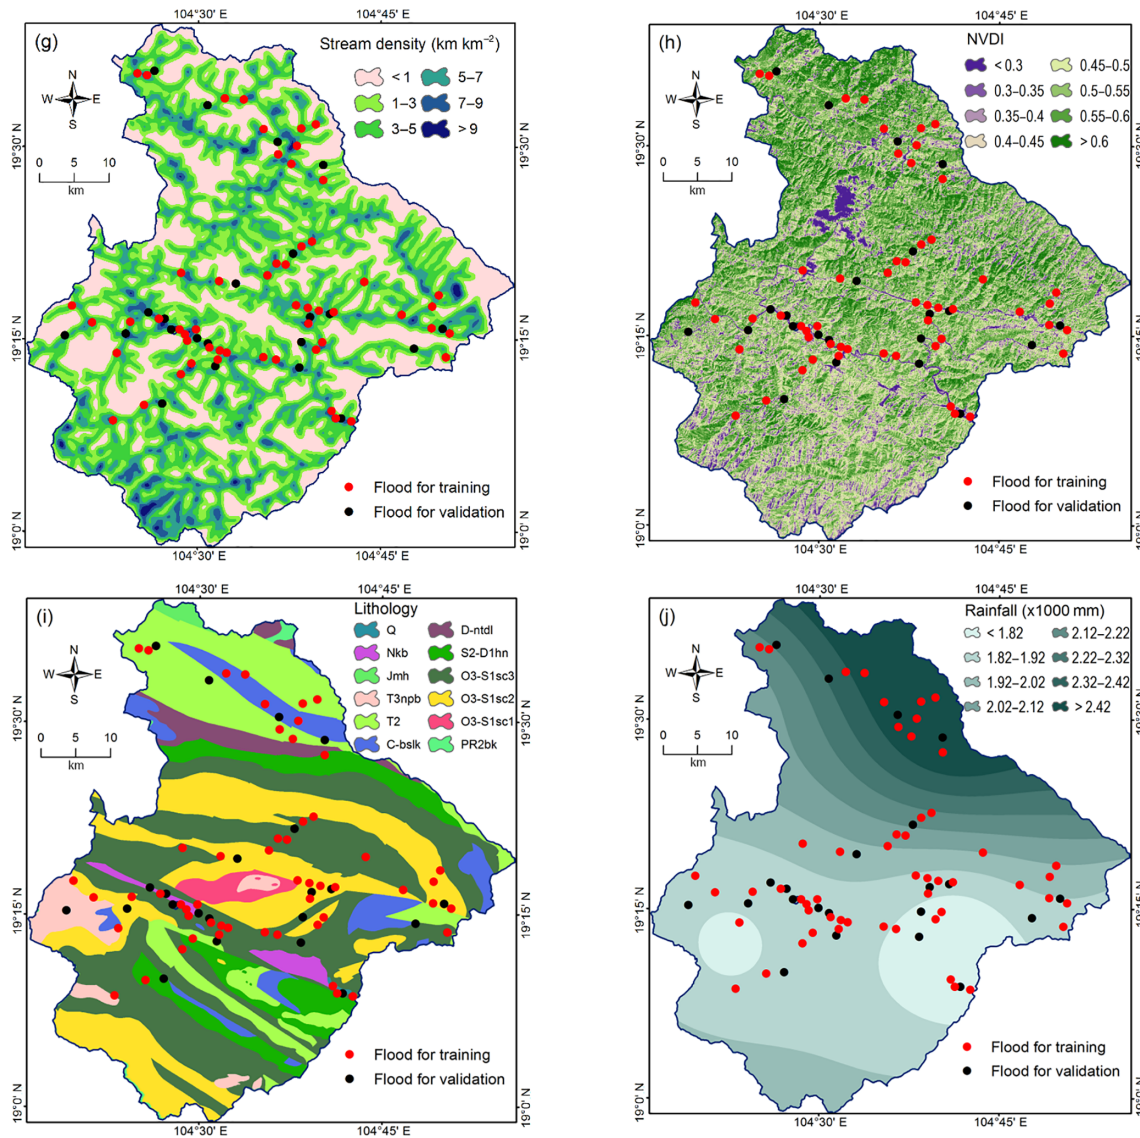 104°30' E 104°45' E
(g)
Stream density (km km⁻²)
< 1 5–7
1–3 7–9
3–5 > 9
N
W E
S
0 10
km
19°30' N
19°15' N
19°0' N
Flood for training
Flood for validation
104°30' E 104°45' E
104°30' E 104°45' E
(h)
NVDI
< 0.3 0.45–0.5
0.3–0.35 0.5–0.55
0.35–0.4 0.55–0.6
0.4–0.45 > 0.6
N
W E
S
0 10
km
19°30' N
19°15' N
19°0' N
Flood for training
Flood for validation
104°30' E 104°45' E
104°30' E 104°45' E
(i)
Lithology
Q D-ntdl
Nkb S2-D1hn
Jmh O3-S1sc3
T3npb O3-S1sc2
T2 O3-S1sc1
C-bslk PR2bk
N
W E
S
0 10
km
19°30' N
19°15' N
19°0' N
Flood for training
Flood for validation
104°30' E 104°45' E
104°30' E 104°45' E
(j)
Rainfall (x1000 mm)
< 1.82 2.12–2.22
1.82–1.92 2.22–2.32
1.92–2.02 2.32–2.42
2.02–2.12 > 2.42
N
W E
S
0 10
km
19°30' N
19°15' N
19°0' N
Flood for training
Flood for validation
104°30' E 104°45' E